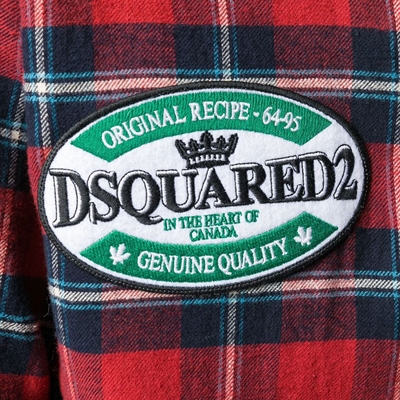 ORIGINAL RECIPE - 64-95
DSQUARED2
IN THE HEART OF
CANADA
GENUINE QUALITY